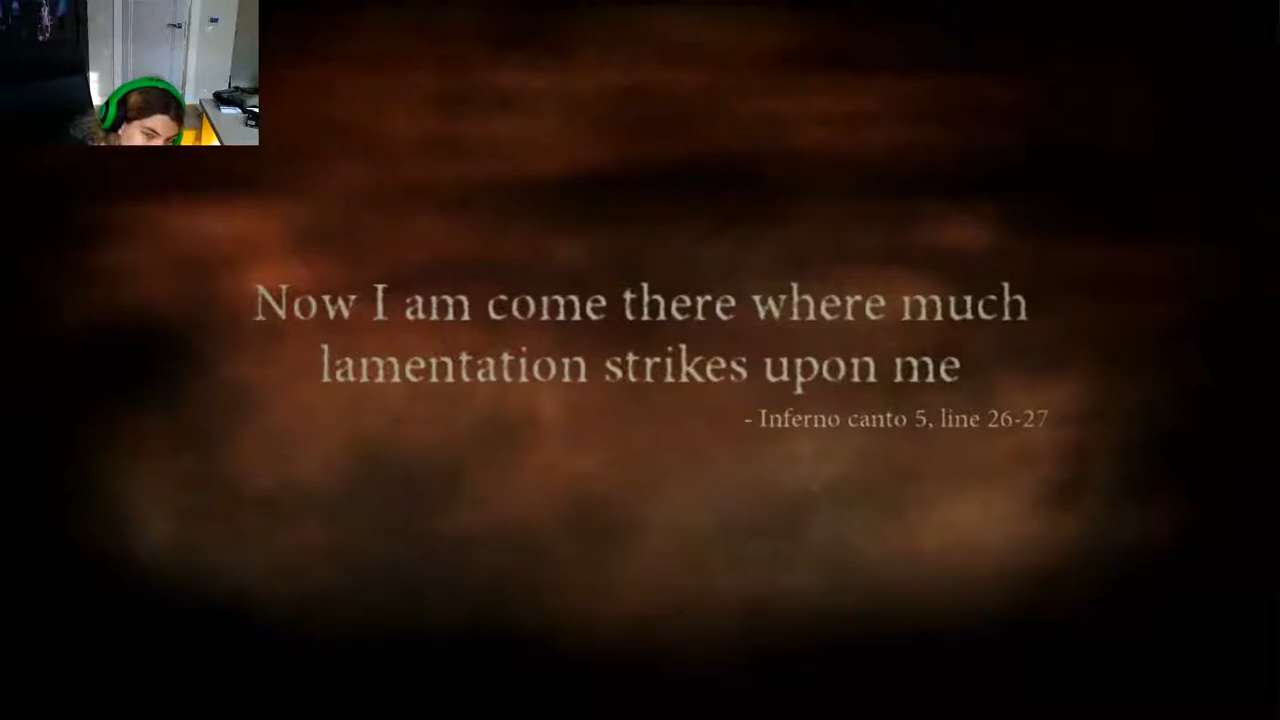 Now I am come there where much
lamentation strikes upon me
- Inferno canto 5, line 26-27